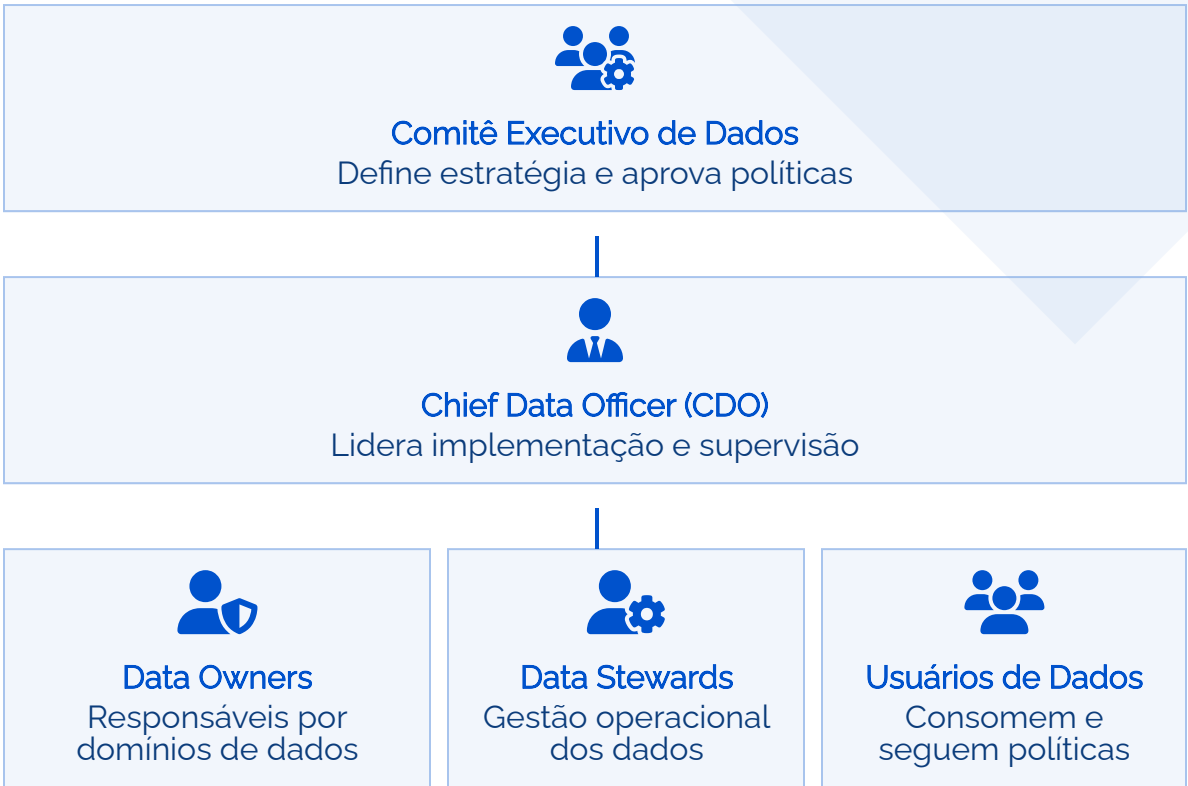 Comitê Executivo de Dados
Define estratégia e aprova políticas
Chief Data Officer (CDO)
Lidera implementação e supervisão
Data Owners
Responsáveis por
domínios de dados
Data Stewards
Gestão operacional
dos dados
Usuários de Dados
Consomem e
seguem políticas